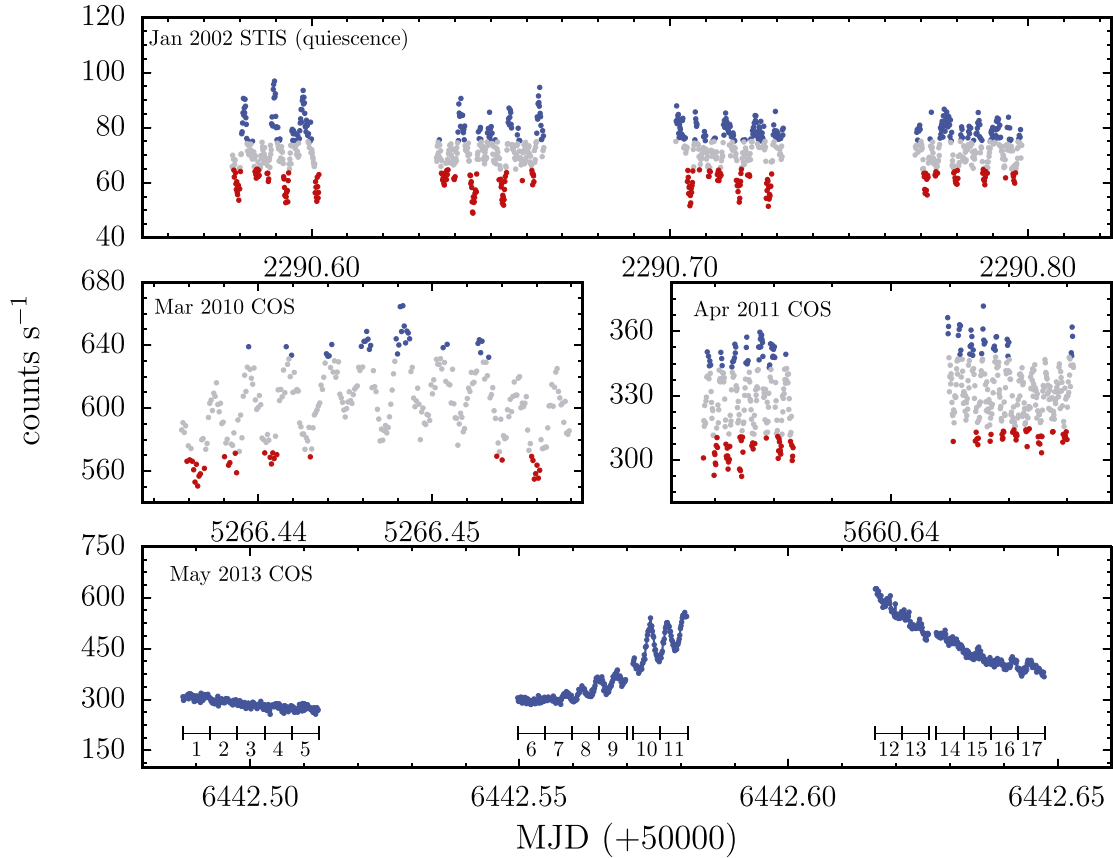 120
Jan 2002 STIS (quiescence)
100
80
60
40
2290.60 2290.70 2290.80
counts s⁻¹
680
Mar 2010 COS
640
600
560
5266.44 5266.45
Apr 2011 COS
360
330
300
5660.64
750
May 2013 COS
600
450
300
150
1 2 3 4 5 6 7 8 9 10 11 12 13 14 15 16 17
6442.50 6442.55 6442.60 6442.65
MJD (+50000)